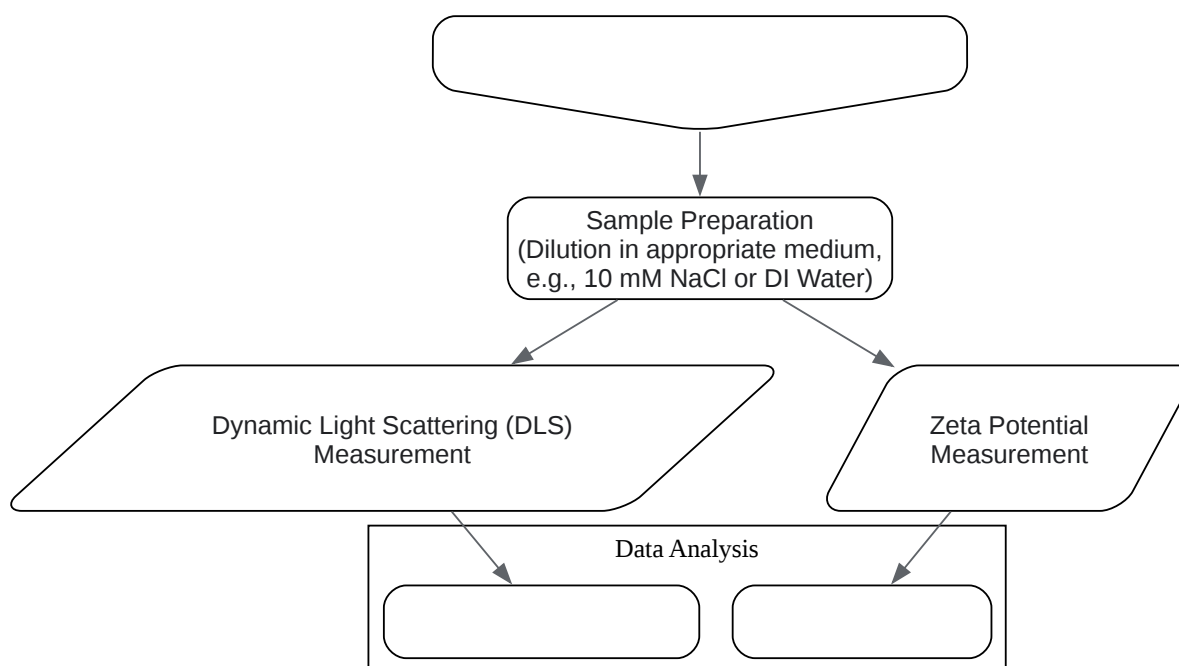 Sample Preparation
(Dilution in appropriate medium,
e.g., 10 mM NaCl or DI Water)
Dynamic Light Scattering (DLS)
Measurement
Zeta Potential
Measurement
Data Analysis